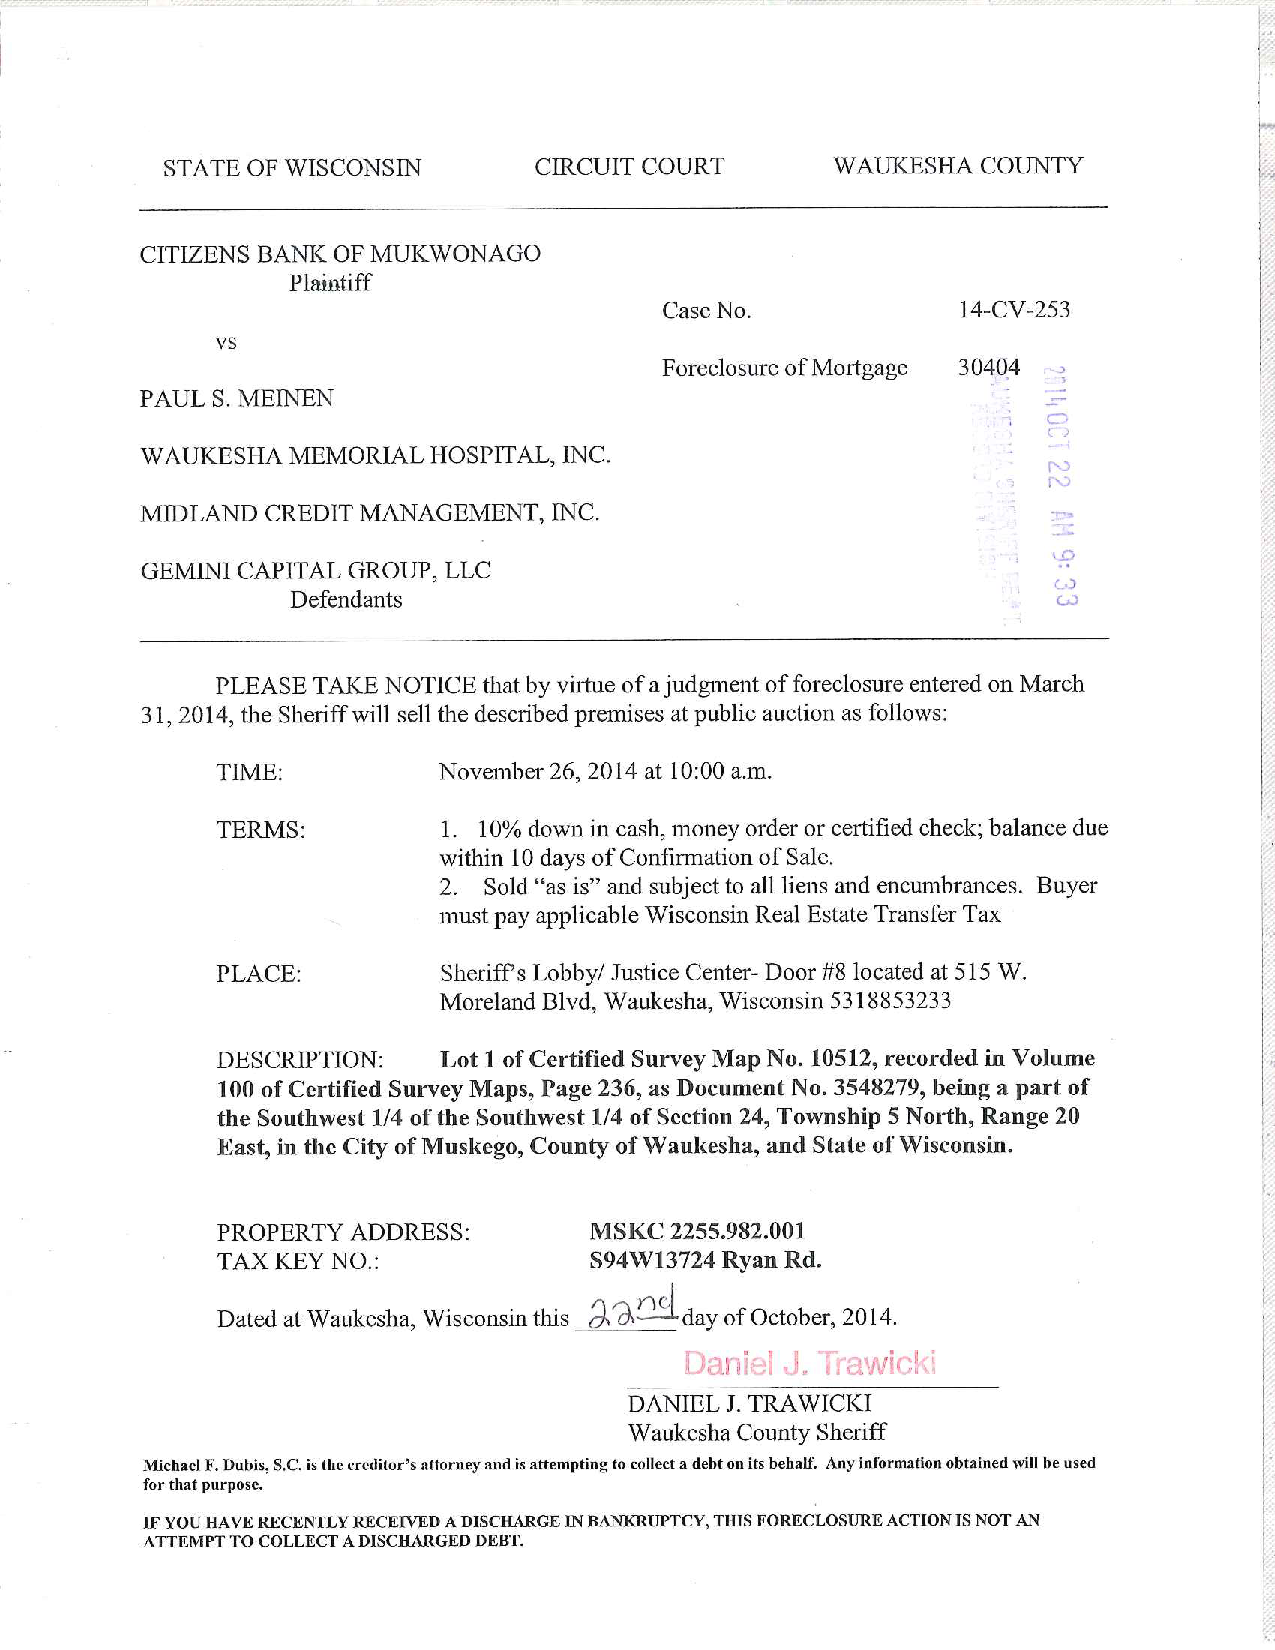 STATE OF WISCONSIN CIRCUIT COURT WAUKESHA COUNTY
CITIZENS BANK OF MUKWONAGO
Plaintiff
Case No. 14-CV-253
vs
Foreclosure of Mortgage 30404
PAUL S. MEINEN
WAUKESHA MEMORIAL HOSPITAL, INC.
MIDLAND CREDIT MANAGEMENT, INC.
GEMINI CAPITAL GROUP, LLC
Defendants
2014 OCT 22 AM 9:33
PLEASE TAKE NOTICE that by virtue of a judgment of foreclosure entered on March
31, 2014, the Sheriff will sell the described premises at public auction as follows:
TIME: November 26, 2014 at 10:00 a.m.
TERMS: 1. 10% down in cash, money order or certified check; balance due
within 10 days of Confirmation of Sale.
2. Sold “as is” and subject to all liens and encumbrances. Buyer
must pay applicable Wisconsin Real Estate Transfer Tax
PLACE: Sheriff's Lobby/ Justice Center- Door #8 located at 515 W.
Moreland Blvd, Waukesha, Wisconsin 5318853233
DESCRIPTION: Lot 1 of Certified Survey Map No. 10512, recorded in Volume
100 of Certified Survey Maps, Page 236, as Document No. 3548279, being a part of
the Southwest 1/4 of the Southwest 1/4 of Section 24, Township 5 North, Range 20
East, in the City of Muskego, County of Waukesha, and State of Wisconsin.
PROPERTY ADDRESS: MSKC 2255.982.001
TAX KEY NO.: S94W13724 Ryan Rd.
Dated at Waukesha, Wisconsin this 22nd day of October, 2014.
Daniel J. Trawicki
DANIEL J. TRAWICKI
Waukesha County Sheriff
Michael F. Dubis, S.C. is the creditor's attorney and is attempting to collect a debt on its behalf. Any information obtained will be used
for that purpose.
IF YOU HAVE RECENTLY RECEIVED A DISCHARGE IN BANKRUPTCY, THIS FORECLOSURE ACTION IS NOT AN
ATTEMPT TO COLLECT A DISCHARGED DEBT.